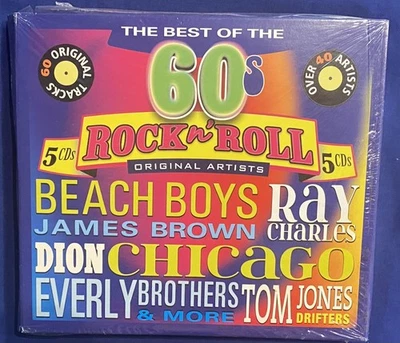 THE BEST OF THE
60s
60 ORIGINAL TRACKS
OVER 40 ARTISTS
ROCK n' ROLL
5 CDs
ORIGINAL ARTISTS
5 CDs
BEACH BOYS
RAY CHARLES
JAMES BROWN
DION CHICAGO
EVERLY BROTHERS
& MORE
TOM JONES
DRIFTERS